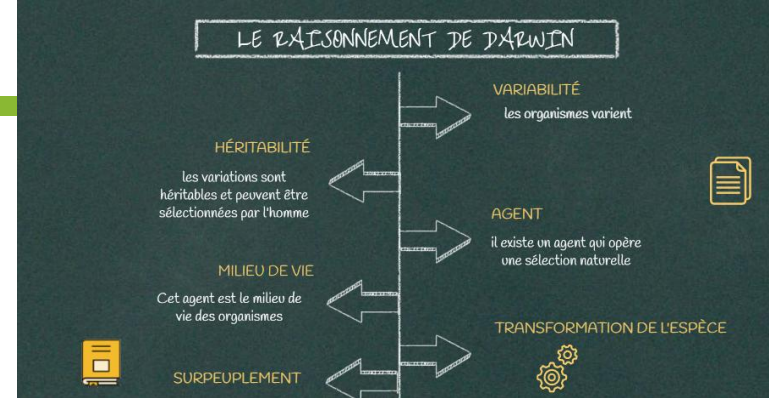 LE RAISONNEMENT DE DARWIN
VARIABILITÉ
les organismes varient
HÉRITABILITÉ
les variations sont
héritables et peuvent être
sélectionnées par l'homme
AGENT
il existe un agent qui opère
une sélection naturelle
MILIEU DE VIE
Cet agent est le milieu de
vie des organismes
TRANSFORMATION DE L'ESPÈCE
SURPEUPLEMENT